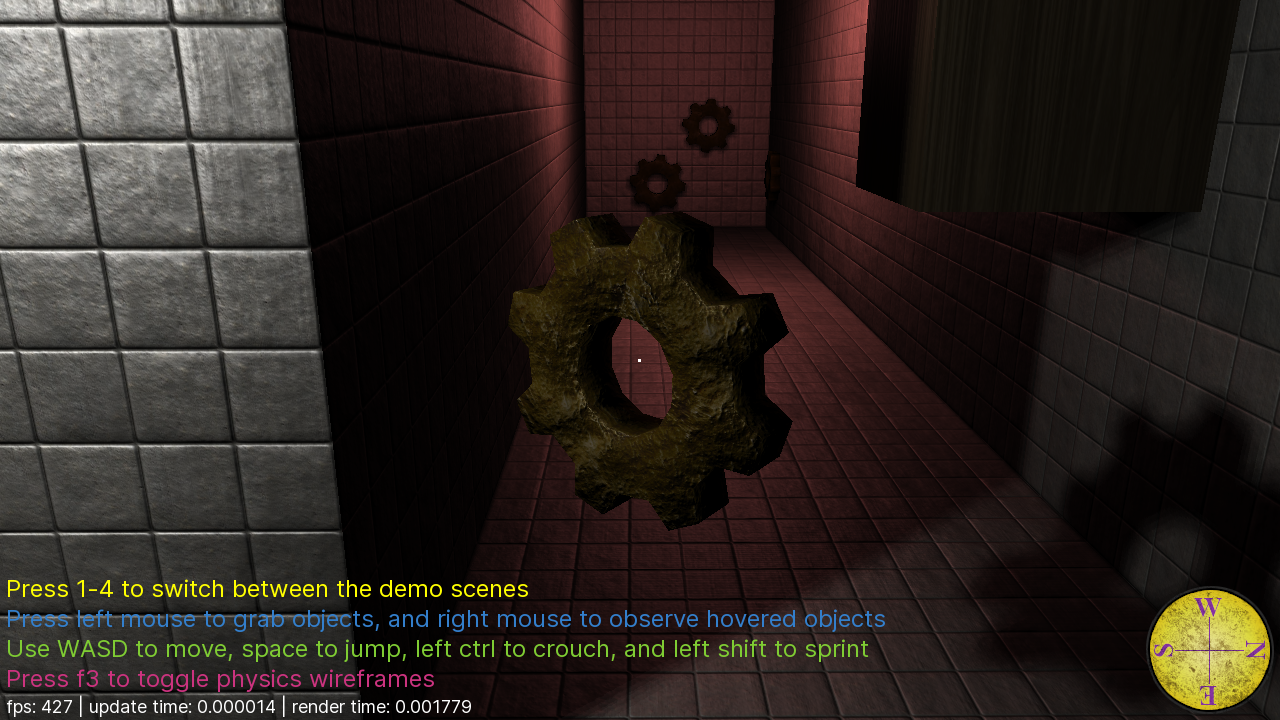 Press 1-4 to switch between the demo scenes
Press left mouse to grab objects, and right mouse to observe hovered objects
Use WASD to move, space to jump, left ctrl to crouch, and left shift to sprint
Press f3 to toggle physics wireframes
fps: 427 | update time: 0.000014 | render time: 0.001779
W
S N
E